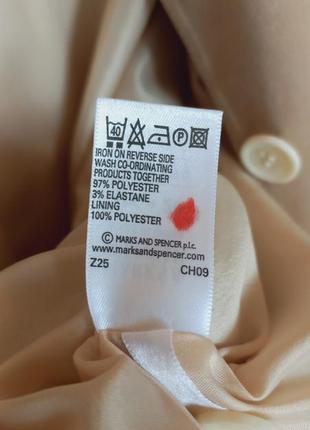 40 P
IRON ON REVERSE SIDE
WASH CO-ORDINATING
PRODUCTS TOGETHER
97% POLYESTER
3% ELASTANE
LINING
100% POLYESTER
© MARKS AND SPENCER p.l.c.
www.marksandspencer.com
Z25 CH09